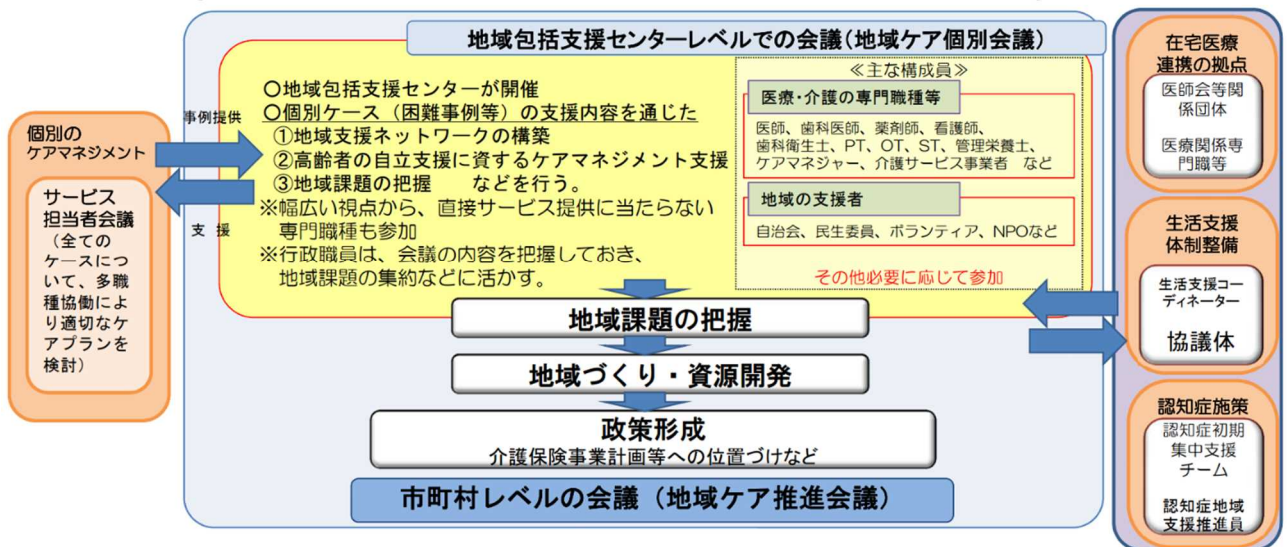 地域包括支援センターレベルでの会議(地域ケア個別会議)
〇地域包括支援センターが開催
〇個別ケース(困難事例等)の支援内容を通じた
①地域支援ネットワークの構築
②高齢者の自立支援に資するケアマネジメント支援
③地域課題の把握 などを行う。
※幅広い視点から、直接サービス提供に当たらない
専門職種も参加
※行政職員は、会議の内容を把握しておき、
地域課題の集約などに活かす。
≪主な構成員≫
医療・介護の専門職種等
医師、歯科医師、薬剤師、看護師、
歯科衛生士、PT、OT、ST、管理栄養士、
ケアマネジャー、介護サービス事業者 など
地域の支援者
自治会、民生委員、ボランティア、NPOなど
その他必要に応じて参加
事例提供
支 援
個別の
ケアマネジメント
サービス
担当者会議
(全ての
ケースにつ
いて、多職
種協働によ
り適切なケ
アプランを
検討)
地域課題の把握
地域づくり・資源開発
政策形成
介護保険事業計画等への位置づけなど
市町村レベルの会議(地域ケア推進会議)
在宅医療
連携の拠点
医師会等関
係団体
医療関係専
門職等
生活支援
体制整備
生活支援コー
ディネーター
協議体
認知症施策
認知症初期
集中支援
チーム
認知症地域
支援推進員